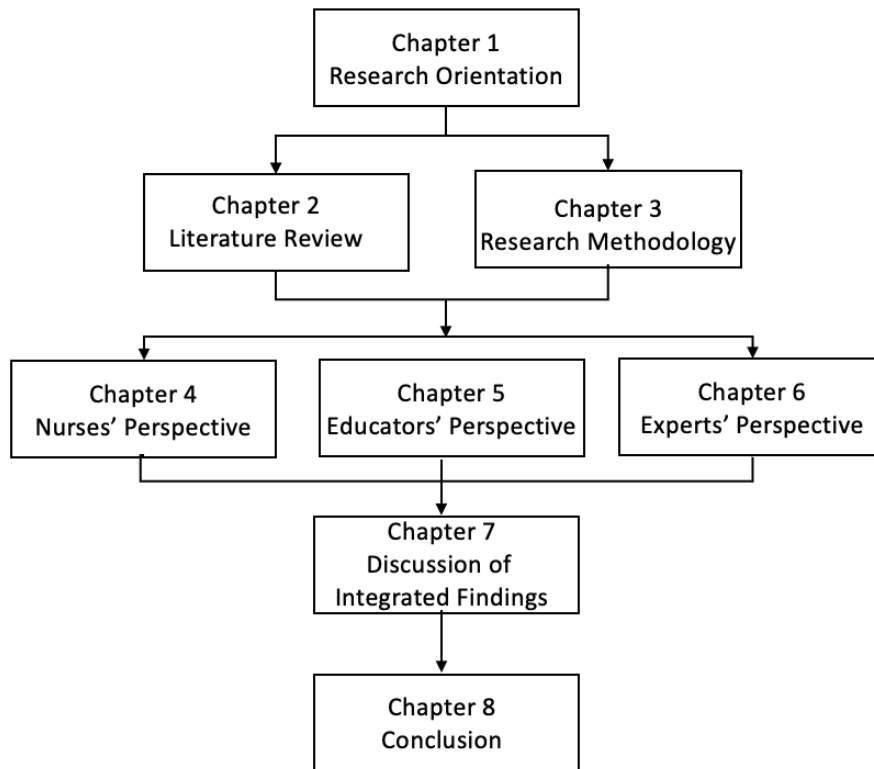 Chapter 1
Research Orientation
Chapter 2
Literature Review
Chapter 3
Research Methodology
Chapter 4
Nurses’ Perspective
Chapter 5
Educators’ Perspective
Chapter 6
Experts’ Perspective
Chapter 7
Discussion of
Integrated Findings
Chapter 8
Conclusion